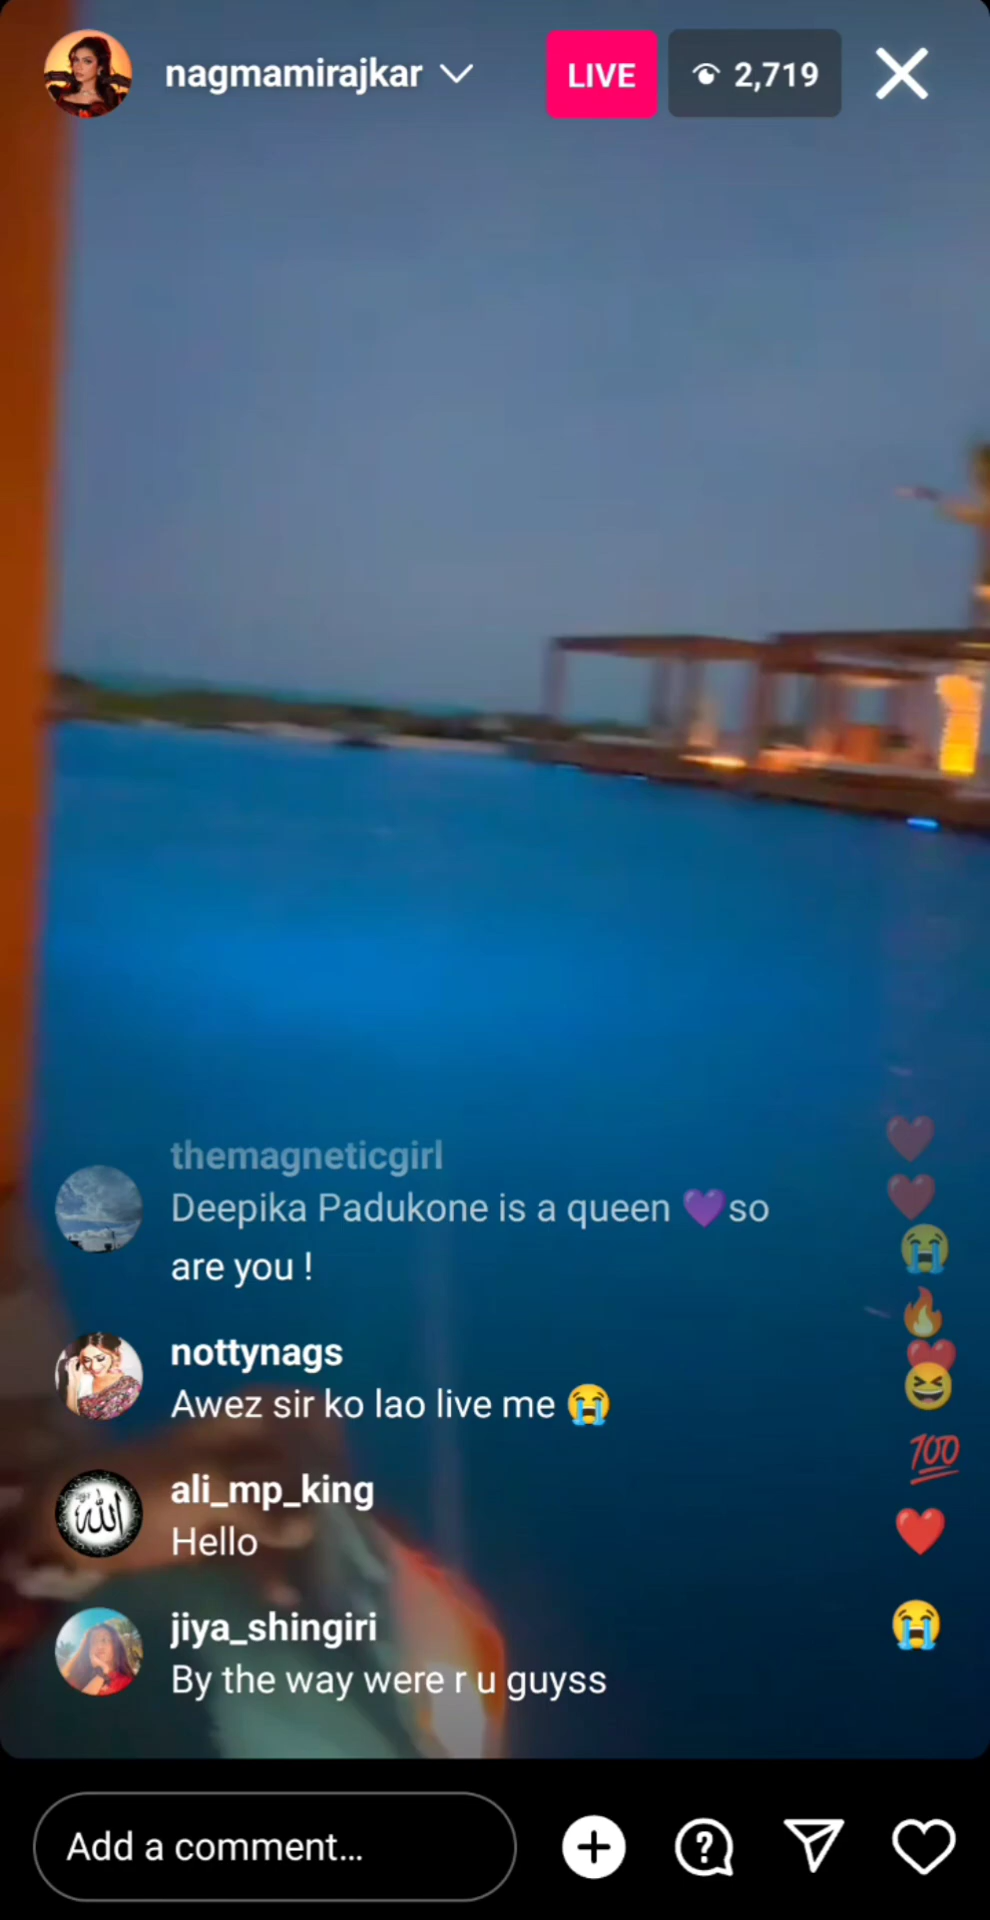 nagmamirajkar
LIVE
2,719
themagneticgirl
Deepika Padukone is a queen 💜so
are you !
nottynags
Awez sir ko lao live me 😭
ali_mp_king
Hello
jiya_shingiri
By the way were r u guyss
💯
Add a comment...